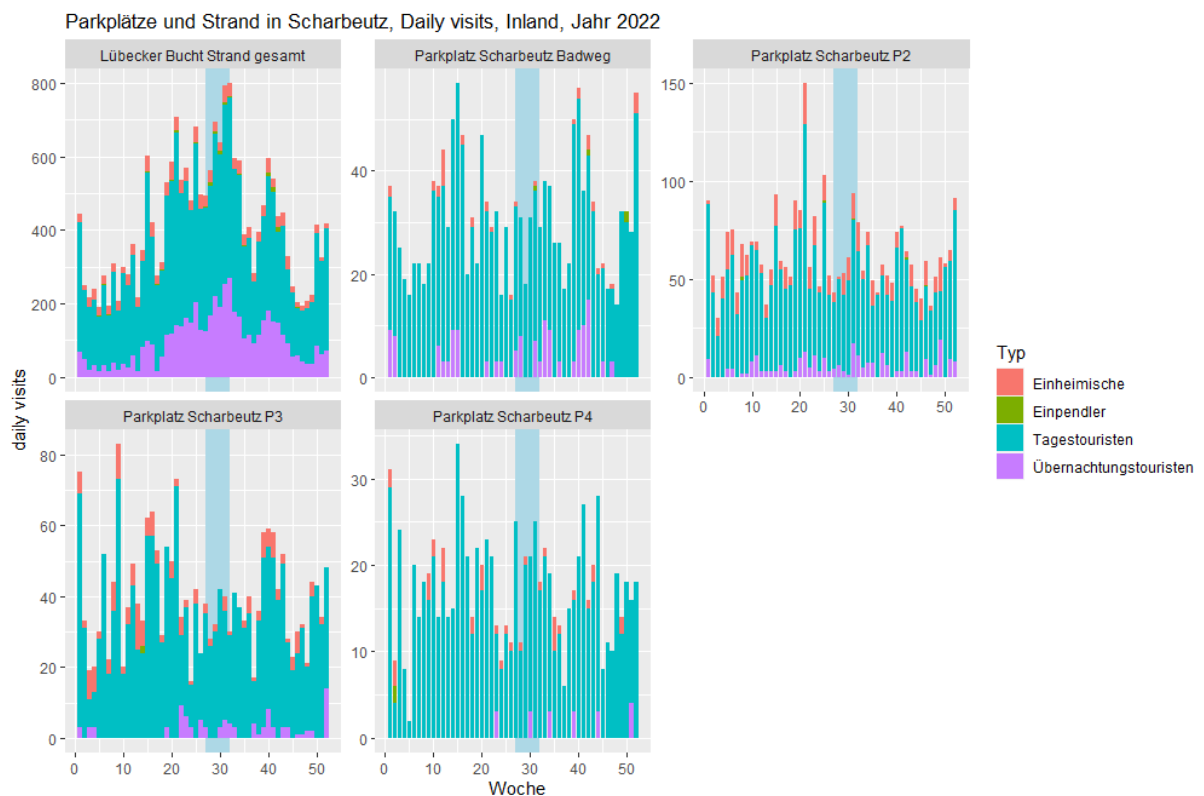 Parkplätze und Strand in Scharbeutz, Daily visits, Inland, Jahr 2022
Lübecker Bucht Strand gesamt
Parkplatz Scharbeutz Badweg
Parkplatz Scharbeutz P2
800
600
400
200
0
40
20
0
150
100
50
0
0 10 20 30 40 50
Parkplatz Scharbeutz P3
Parkplatz Scharbeutz P4
80
60
40
20
0
30
20
10
0
0 10 20 30 40 50
0 10 20 30 40 50
daily visits
Woche
Typ
Einheimische
Einpendler
Tagestouristen
Übernachtungstouristen